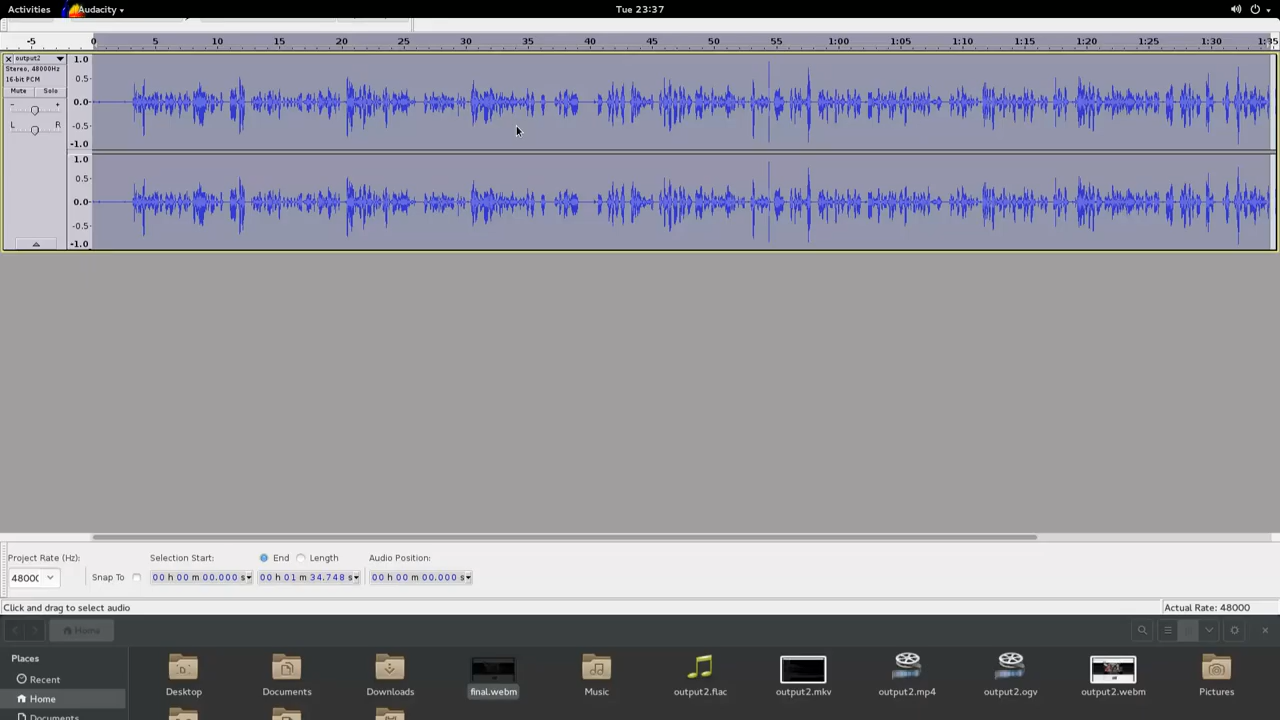 Activities Audacity Tue 23:37
-5 0 5 10 15 20 25 30 35 40 45 50 55 1:00 1:05 1:10 1:15 1:20 1:25 1:30 1:35
output2
Stereo, 48000Hz
16-bit PCM
Mute Solo
- +
L R
1.0
0.5
0.0
-0.5
-1.0
1.0
0.5
0.0
-0.5
-1.0
Project Rate (Hz): Selection Start: End Length Audio Position:
48000 Snap To 00 h 00 m 00.000 s 00 h 01 m 34.748 s 00 h 00 m 00.000 s
Click and drag to select audio Actual Rate: 48000
Home
Places
Recent
Home
Documents
Desktop Documents Downloads final.webm Music output2.flac output2.mkv output2.mp4 output2.ogv output2.webm Pictures